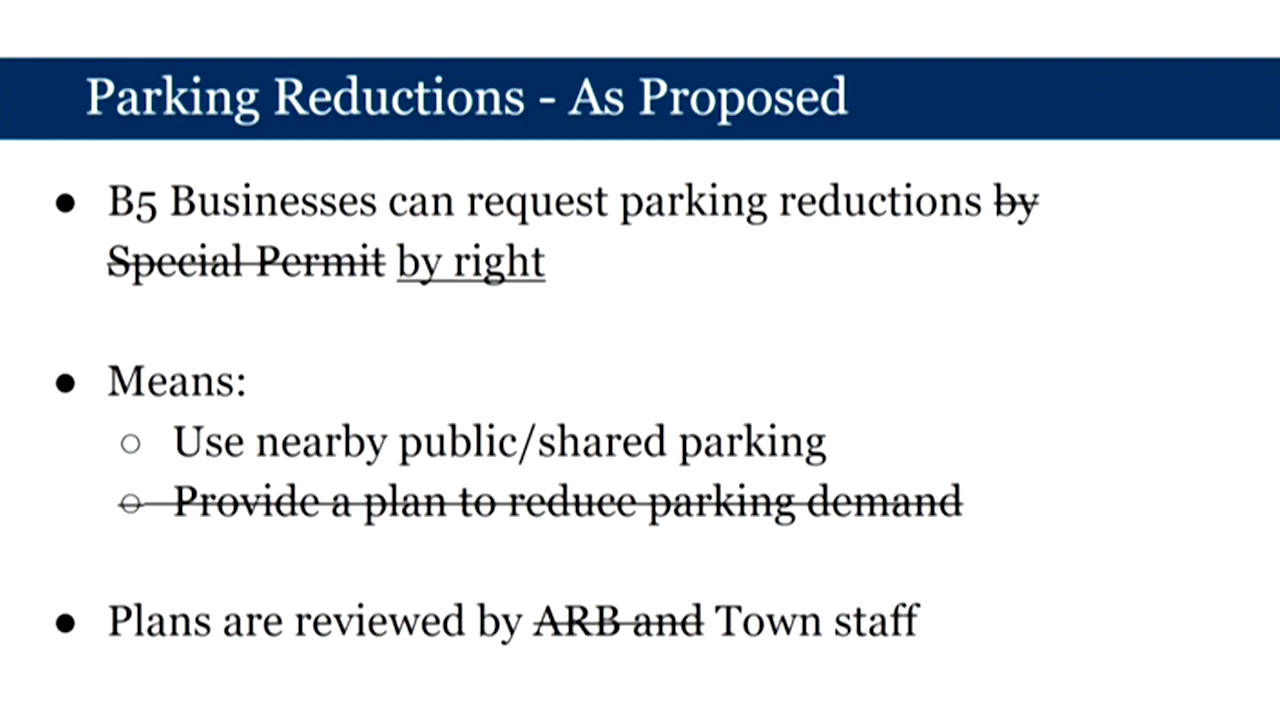 Parking Reductions - As Proposed
● B5 Businesses can request parking reductions by
Special Permit by right
● Means:
○ Use nearby public/shared parking
○ Provide a plan to reduce parking demand
● Plans are reviewed by ARB and Town staff